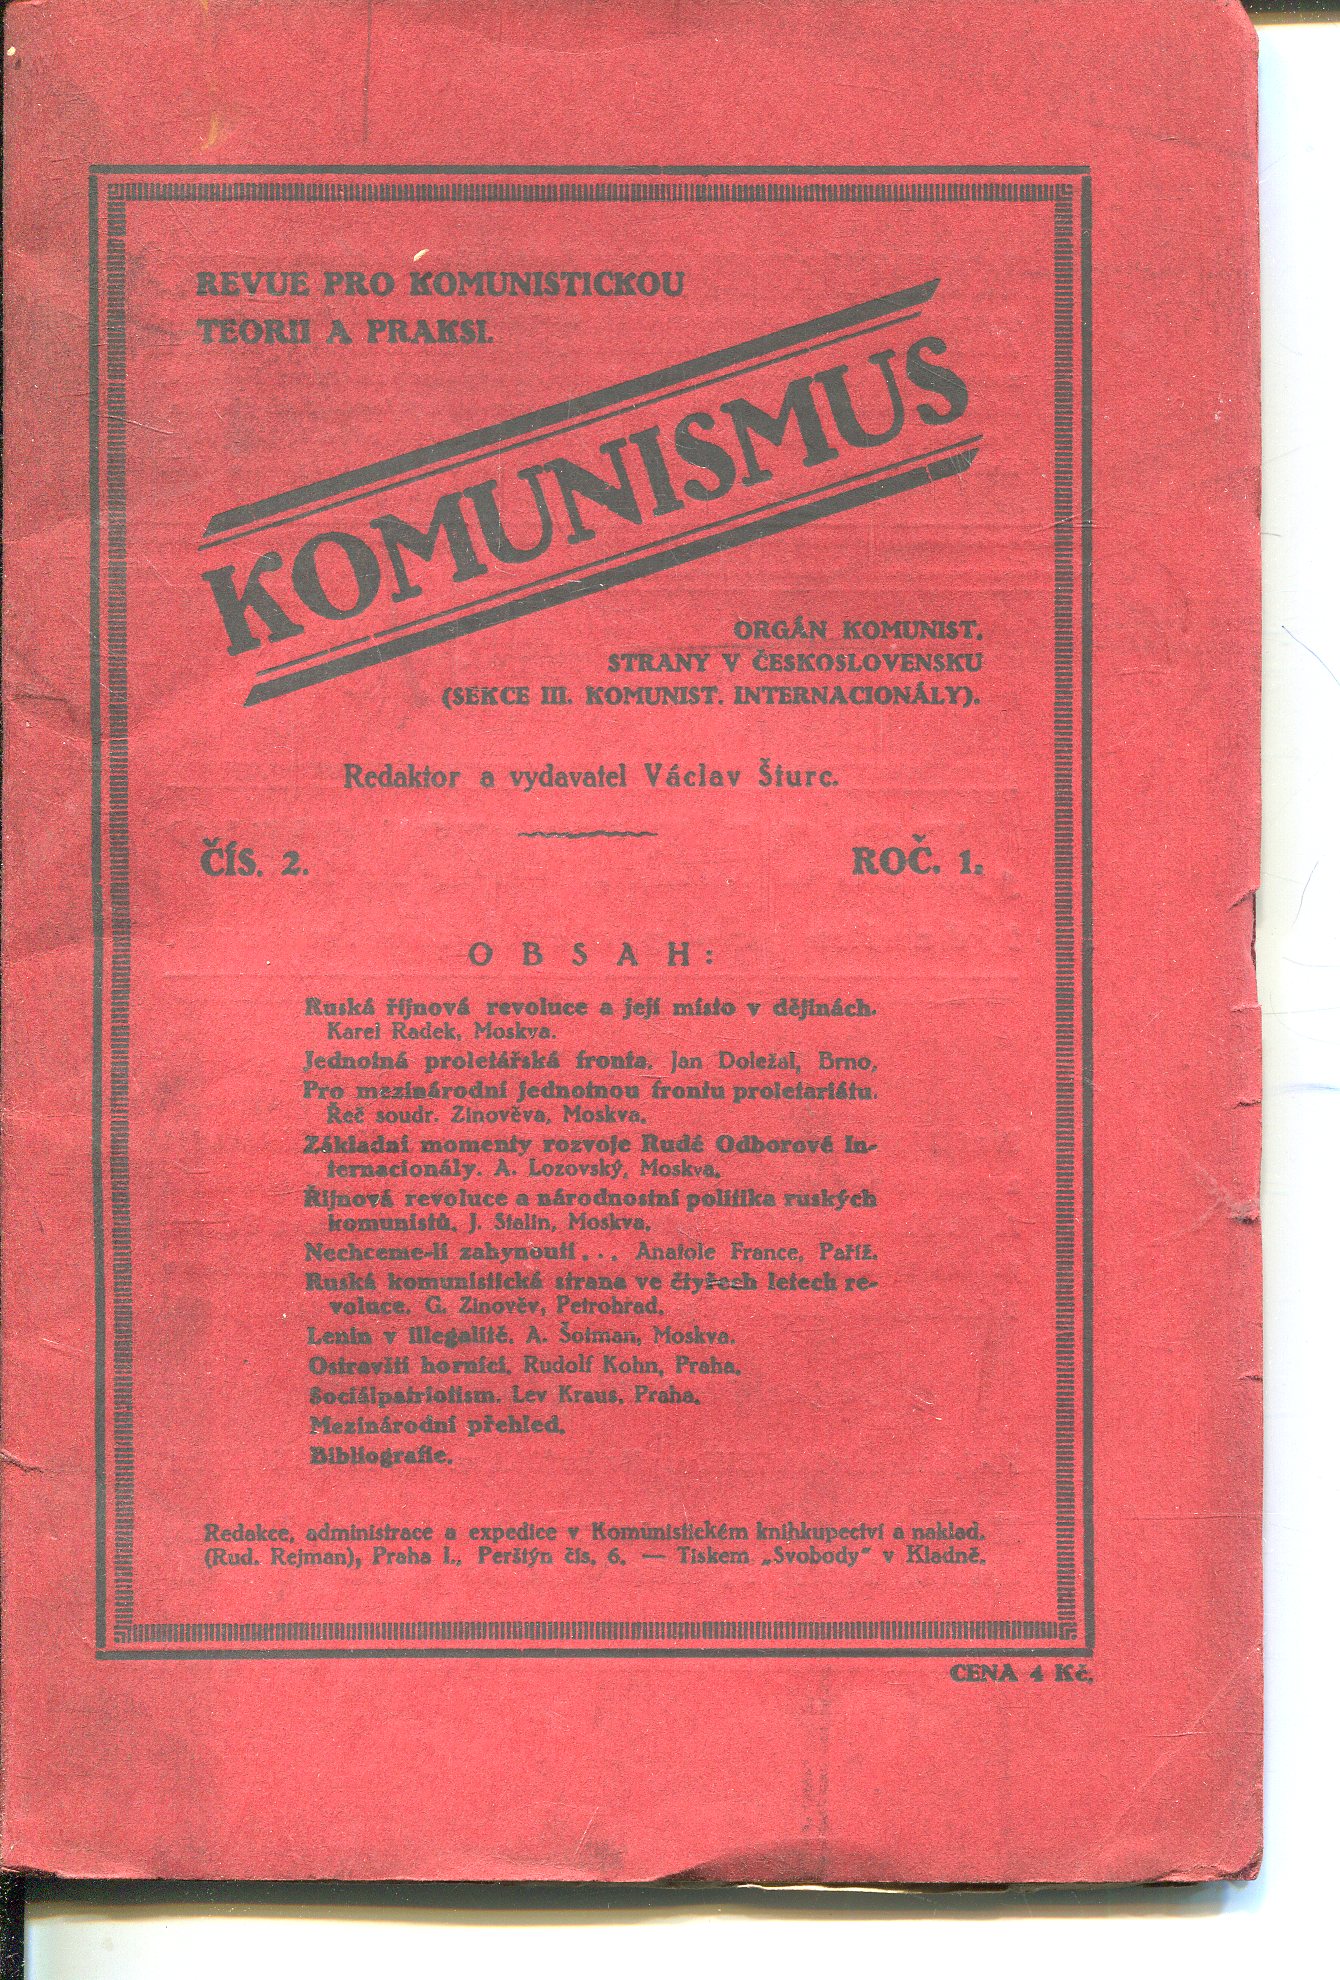 REVUE PRO KOMUNISTICKOU
TEORII A PRAKSI.
KOMUNISMUS
ORGÁN KOMUNIST.
STRANY V ČESKOSLOVENSKU
(SEKCE III. KOMUNIST. INTERNACIONÁLY).
Redaktor a vydavatel Václav Šturc.
ČÍS. 2. ROČ. 1.
OBSAH:
Ruská říjnová revoluce a její místo v dějinách.
Karel Radek, Moskva.
Jednotná proletářská fronta. Jan Doležal, Brno.
Pro mezinárodní jednotnou frontu proletariátu.
Řeč soudr. Zinověva, Moskva.
Základní momenty rozvoje Rudé Odborové In-
ternacionály. A. Lozovský, Moskva.
Říjnová revoluce a národnostní politika ruských
komunistů. J. Stalin, Moskva.
Nechceme-li zahynouti... Anatole France, Paříž.
Ruská komunistická strana ve čtyřech letech re-
voluce. G. Zinověv, Petrohrad.
Lenin v illegalitě. A. Šotman, Moskva.
Ostravští horníci. Rudolf Kohn, Praha.
Sociálpatriotism. Lev Kraus, Praha.
Mezinárodní přehled.
Bibliografie.
Redakce, administrace a expedice v Komunistickém knihkupectví a naklad.
(Rud. Rejman), Praha I., Perštýn čís. 6. — Tiskem „Svobody" v Kladně.
CENA 4 Kč.